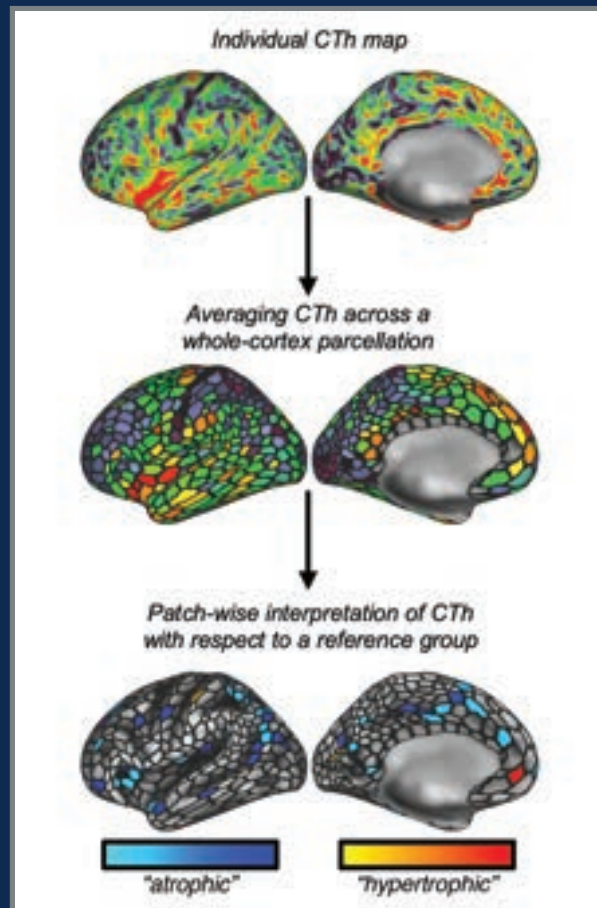 Individual CTh map
Averaging CTh across a
whole-cortex parcellation
Patch-wise interpretation of CTh
with respect to a reference group
"atrophic"
"hypertrophic"